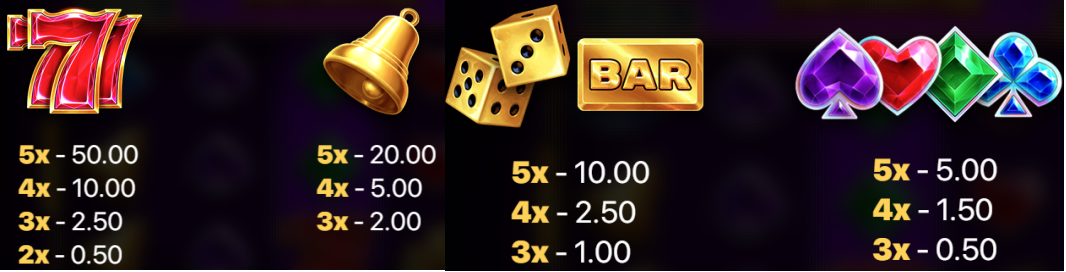 777
5x - 50.00
4x - 10.00
3x - 2.50
2x - 0.50
5x - 20.00
4x - 5.00
3x - 2.00
BAR
5x - 10.00
4x - 2.50
3x - 1.00
5x - 5.00
4x - 1.50
3x - 0.50